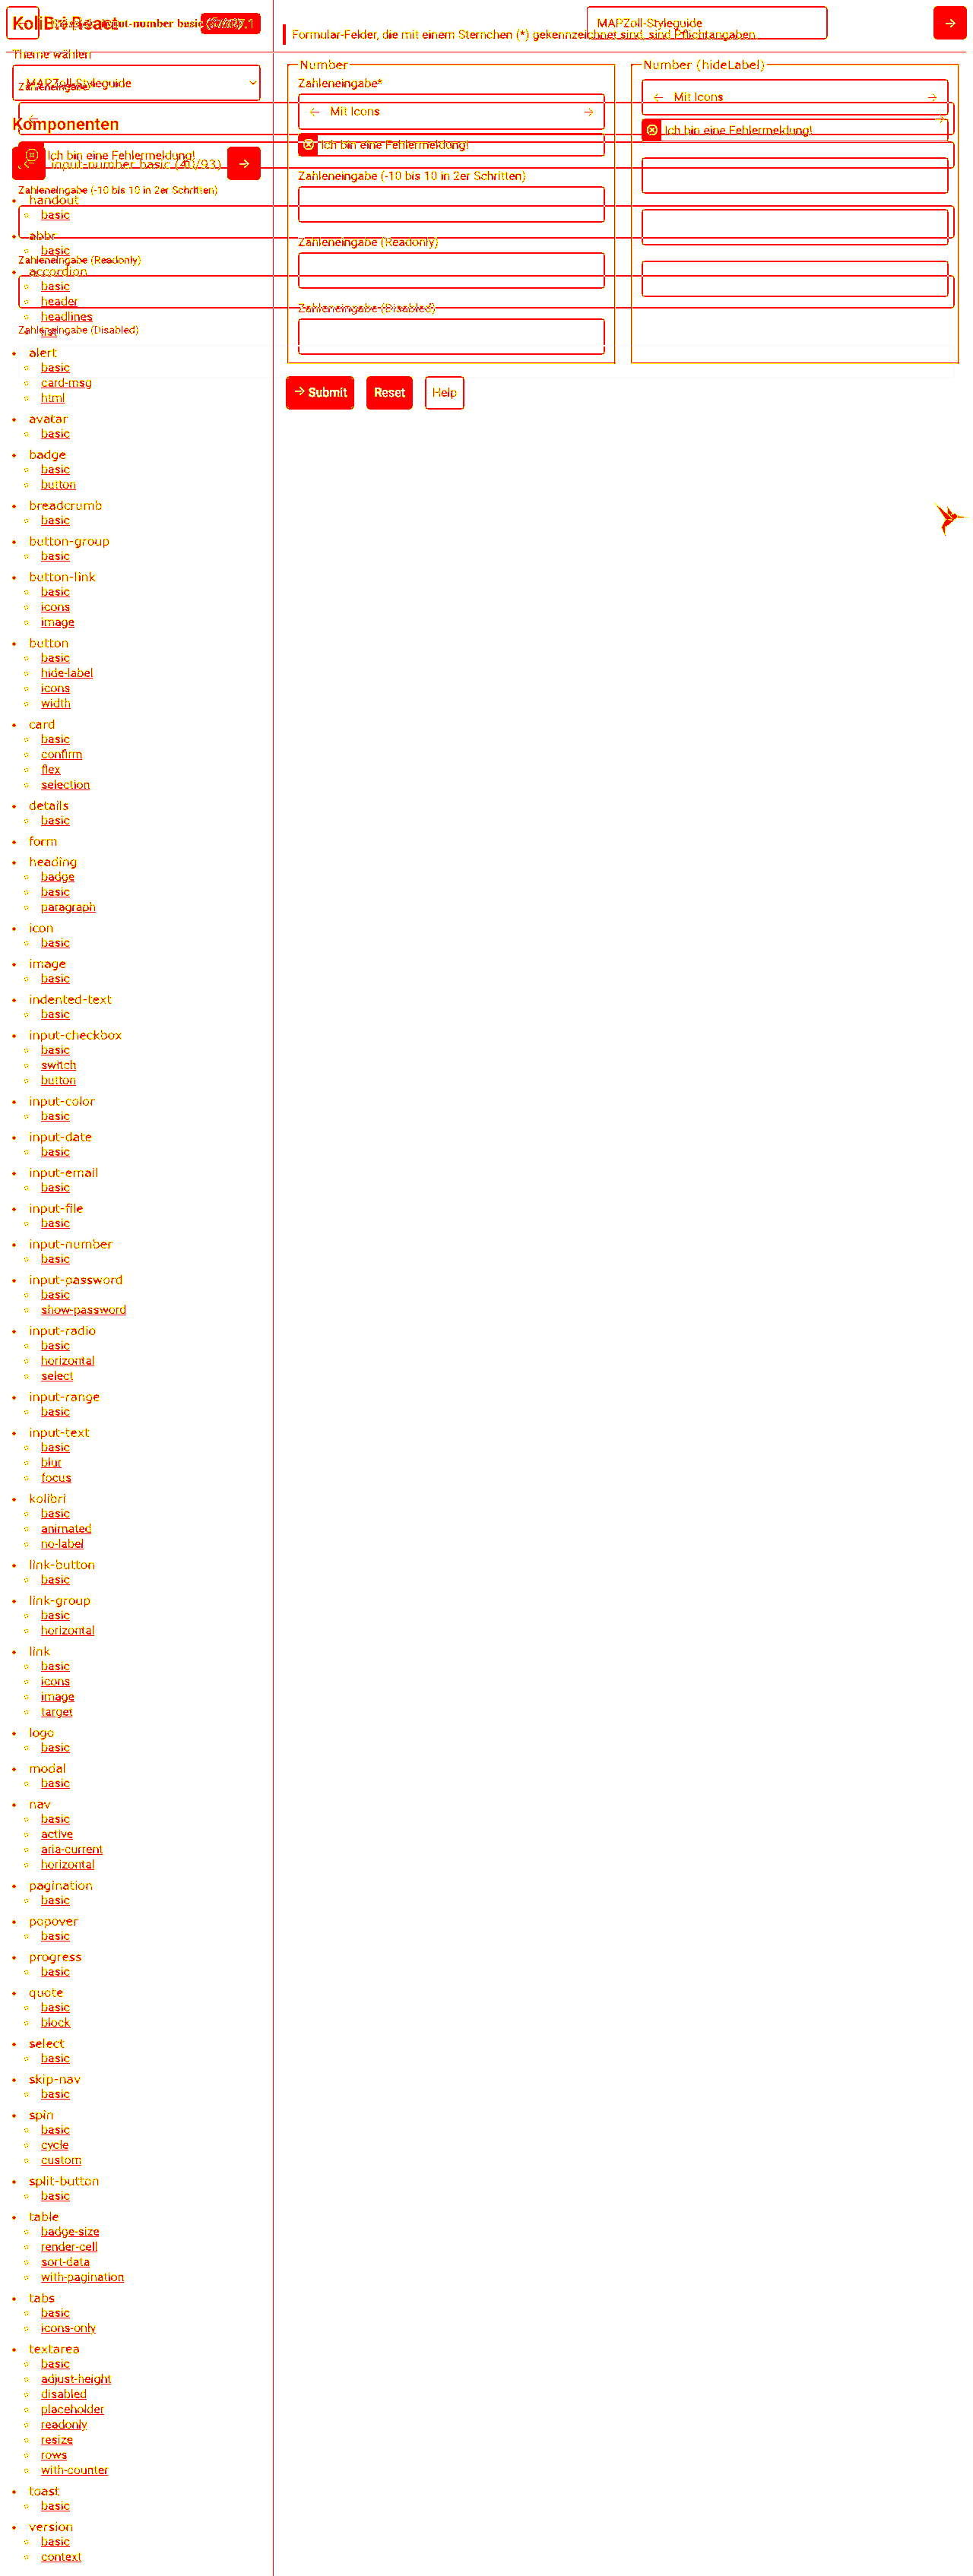 KoliBri React
MAPZoll-Styleguide
Formular-Felder, die mit einem Sternchen (*) gekennzeichnet sind, sind Pflichtangaben.
Theme wählen
MAPZoll-Styleguide
Zahleneingabe*
Komponenten
Ich bin eine Fehlermeldung!
input-number basic (40/93)
Zahleneingabe (-10 bis 10 in 2er Schritten)
Zahleneingabe (Readonly)
Zahleneingabe (Disabled)
Number
Zahleneingabe*
Mit Icons
Ich bin eine Fehlermeldung!
Zahleneingabe (-10 bis 10 in 2er Schritten)
Zahleneingabe (Readonly)
Zahleneingabe (Disabled)
Number (hideLabel)
Mit Icons
Ich bin eine Fehlermeldung!
Submit
Reset
Help
handout
basic
abbr
basic
accordion
basic
header
headlines
list
alert
basic
card-msg
html
avatar
basic
badge
basic
button
breadcrumb
basic
button-group
basic
button-link
basic
icons
image
button
basic
hide-label
icons
width
card
basic
confirm
flex
selection
details
basic
form
heading
badge
basic
paragraph
icon
basic
image
basic
indented-text
basic
input-checkbox
basic
switch
button
input-color
basic
input-date
basic
input-email
basic
input-file
basic
input-number
basic
input-password
basic
show-password
input-radio
basic
horizontal
select
input-range
basic
input-text
basic
blur
focus
kolibri
basic
animated
no-label
link-button
basic
link-group
basic
horizontal
link
basic
icons
image
target
logo
basic
modal
basic
nav
basic
active
aria-current
horizontal
pagination
basic
popover
basic
progress
basic
quote
basic
block
select
basic
skip-nav
basic
spin
basic
cycle
custom
split-button
basic
table
badge-size
render-cell
sort-data
with-pagination
tabs
basic
icons-only
textarea
basic
adjust-height
disabled
placeholder
readonly
resize
rows
with-counter
toast
basic
version
basic
context